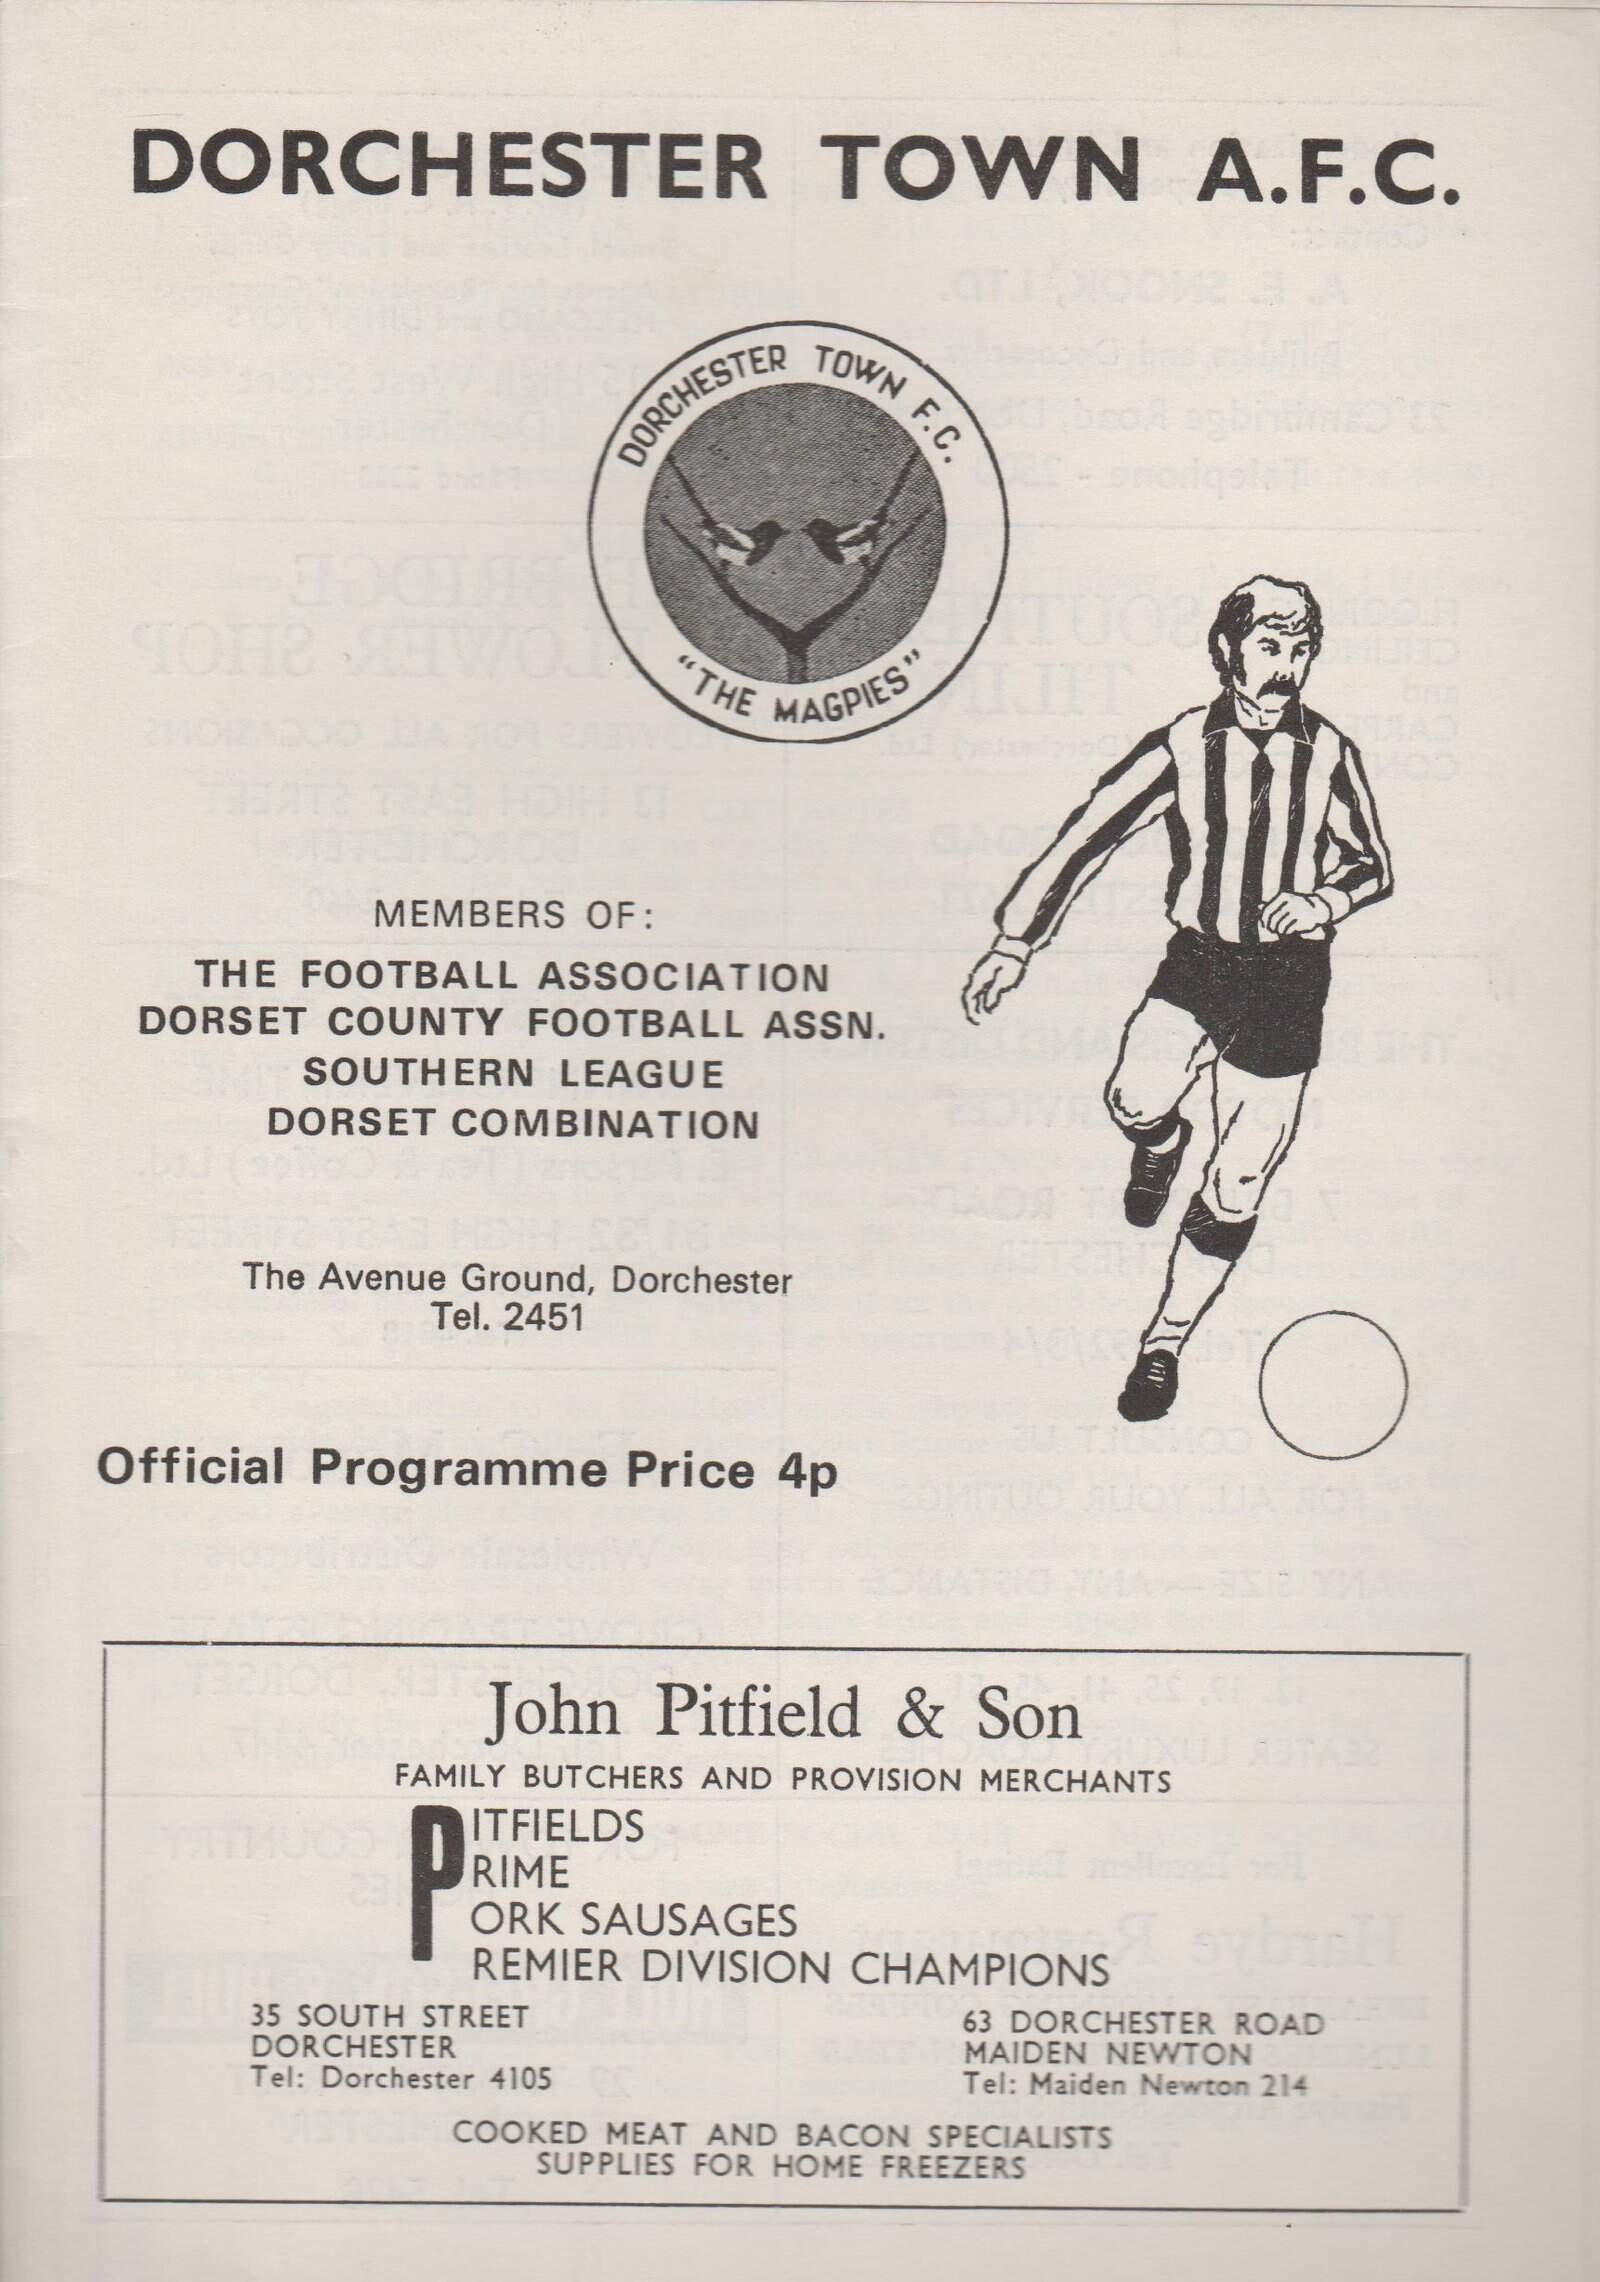 DORCHESTER TOWN A.F.C.
DORCHESTER TOWN F.C.
"THE MAGPIES"
MEMBERS OF:
THE FOOTBALL ASSOCIATION
DORSET COUNTY FOOTBALL ASSN.
SOUTHERN LEAGUE
DORSET COMBINATION
The Avenue Ground, Dorchester
Tel. 2451
Official Programme Price 4p
John Pitfield & Son
FAMILY BUTCHERS AND PROVISION MERCHANTS
PITFIELDS
PRIME
PORK SAUSAGES
PREMIER DIVISION CHAMPIONS
35 SOUTH STREET
DORCHESTER
Tel: Dorchester 4105
63 DORCHESTER ROAD
MAIDEN NEWTON
Tel: Maiden Newton 214
COOKED MEAT AND BACON SPECIALISTS
SUPPLIES FOR HOME FREEZERS